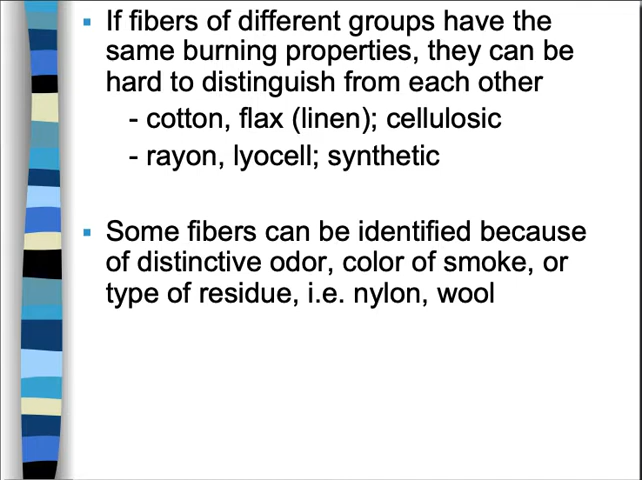 ▪ If fibers of different groups have the
same burning properties, they can be
hard to distinguish from each other
- cotton, flax (linen); cellulosic
- rayon, lyocell; synthetic
▪ Some fibers can be identified because
of distinctive odor, color of smoke, or
type of residue, i.e. nylon, wool